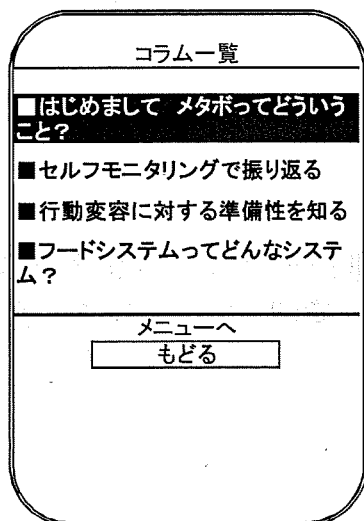 コラム一覧
□はじめまして　メタボってどういう
こと？
■セルフモニタリングで振り返る
■行動変容に対する準備性を知る
■フードシステムってどんなシステ
ム？
メニューへ
もどる